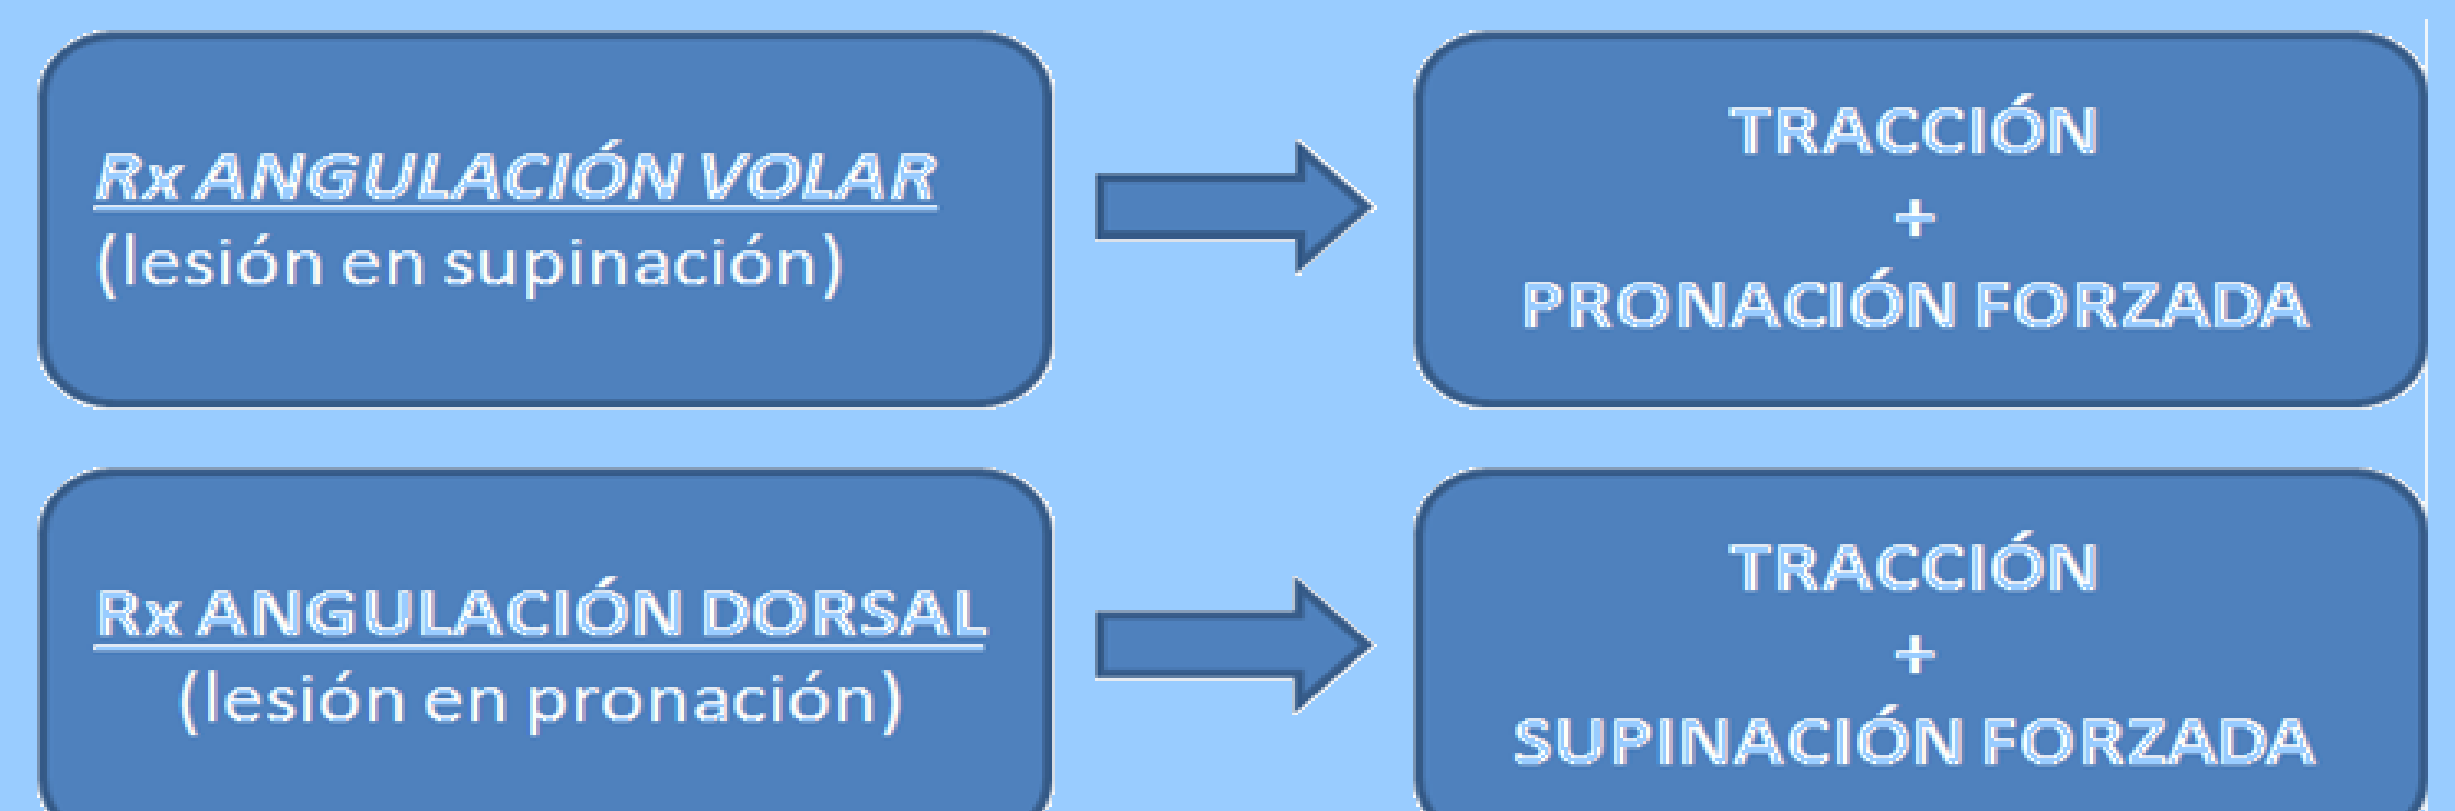 Rx ANGULACIÓN VOLAR
(lesión en supinación)
TRACCIÓN
+
PRONACIÓN FORZADA
Rx ANGULACIÓN DORSAL
(lesión en pronación)
TRACCIÓN
+
SUPINACIÓN FORZADA